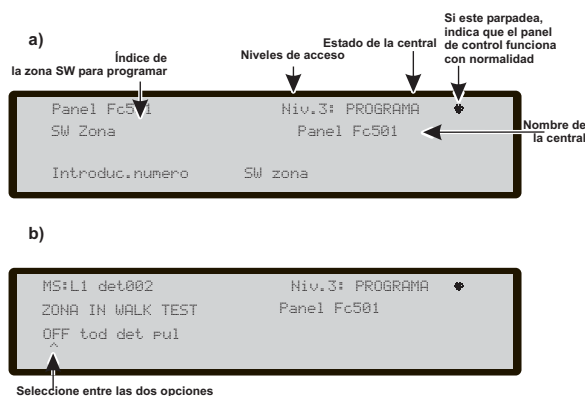 a)
Índice de
la zona SW para programar
Niveles de acceso
Estado de la central
Si este parpadea,
indica que el panel
de control funciona
con normalidad
Panel Fc501 Niv.3: PROGRAMA
SW Zona Panel Fc501
Nombre de
la central
Introduc.numero SW zona
b)
MS:L1 det002 Niv.3: PROGRAMA
ZONA IN WALK TEST Panel Fc501
OFF tod det pul
^
Seleccione entre las dos opciones